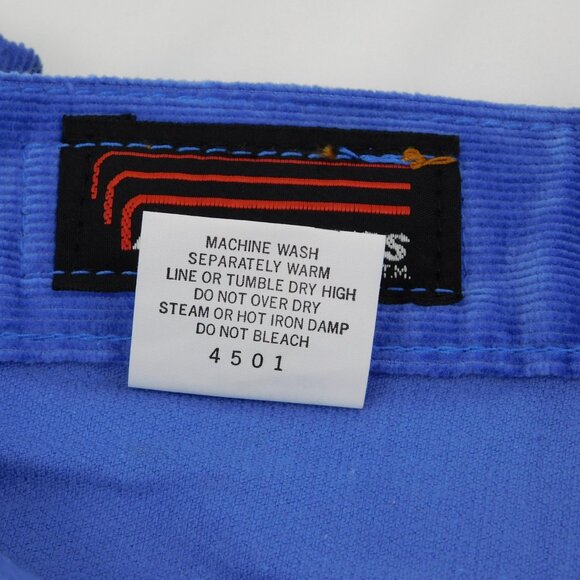 T.M.
MACHINE WASH
SEPARATELY WARM
LINE OR TUMBLE DRY HIGH
DO NOT OVER DRY
STEAM OR HOT IRON DAMP
DO NOT BLEACH
4501